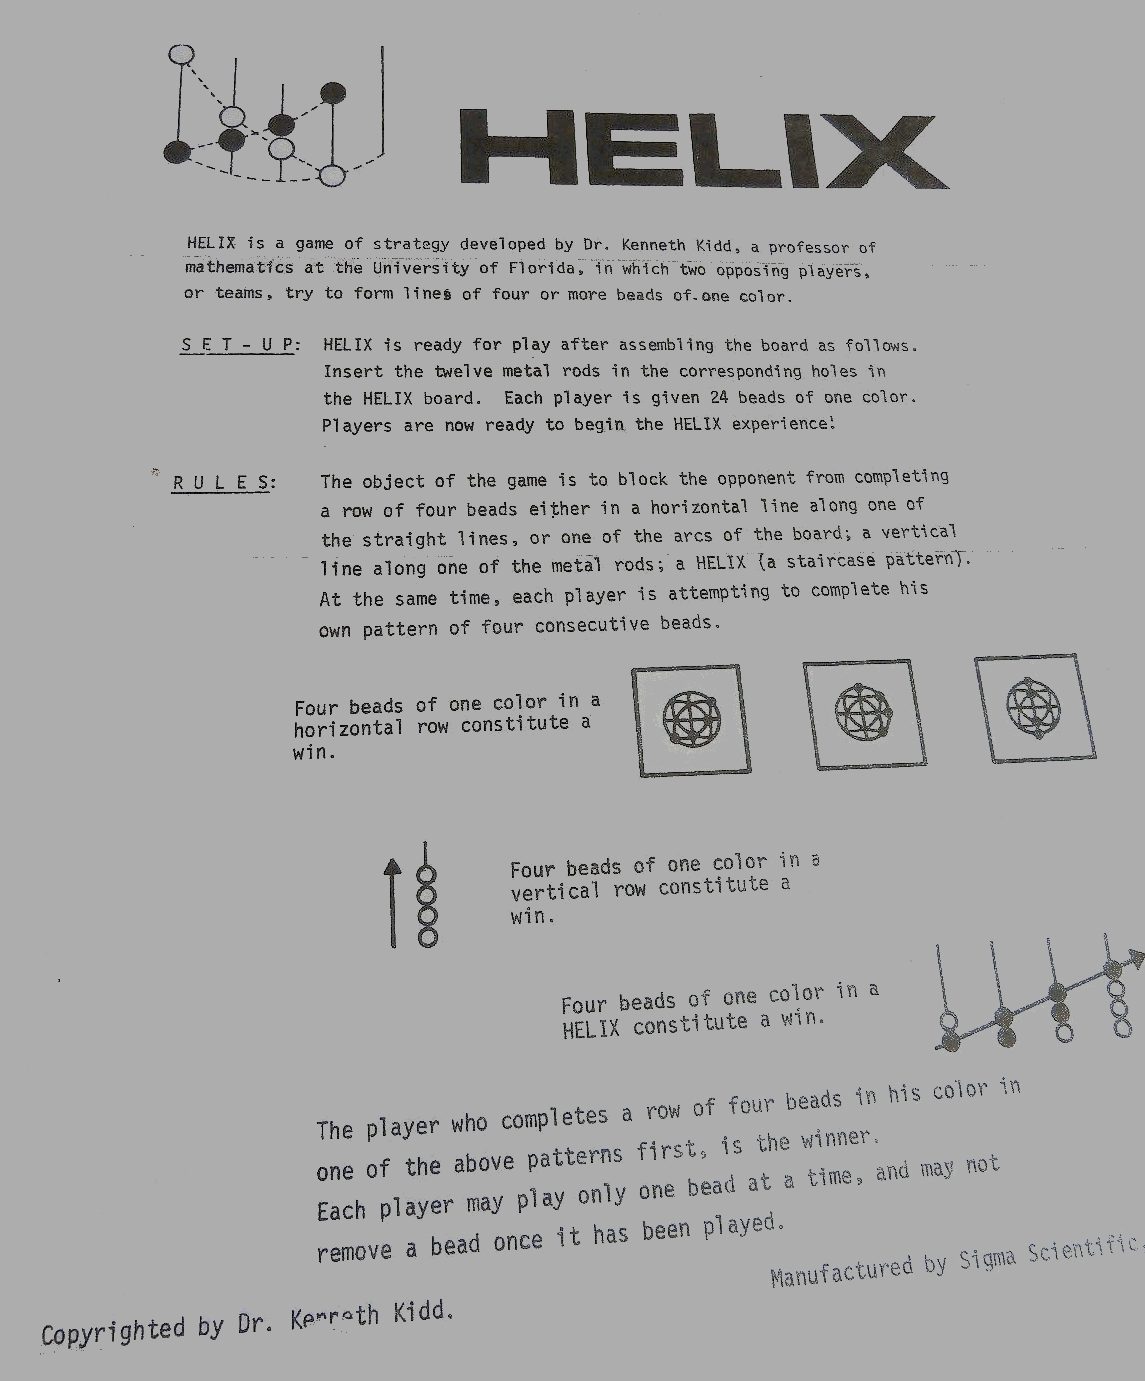 HELIX
HELIX is a game of strategy developed by Dr. Kenneth Kidd, a professor of
mathematics at the University of Florida, in which two opposing players,
or teams, try to form lines of four or more beads of one color.
SET-UP: HELIX is ready for play after assembling the board as follows.
Insert the twelve metal rods in the corresponding holes in
the HELIX board. Each player is given 24 beads of one color.
Players are now ready to begin the HELIX experience!
RULES: The object of the game is to block the opponent from completing
a row of four beads either in a horizontal line along one of
the straight lines, or one of the arcs of the board; a vertical
line along one of the metal rods; a HELIX (a staircase pattern).
At the same time, each player is attempting to complete his
own pattern of four consecutive beads.
Four beads of one color in a
horizontal row constitute a
win.
Four beads of one color in a
vertical row constitute a
win.
Four beads of one color in a
HELIX constitute a win.
The player who completes a row of four beads in his color in
one of the above patterns first, is the winner.
Each player may play only one bead at a time, and may not
remove a bead once it has been played.
Manufactured by Sigma Scientific.
Copyrighted by Dr. Kenneth Kidd.